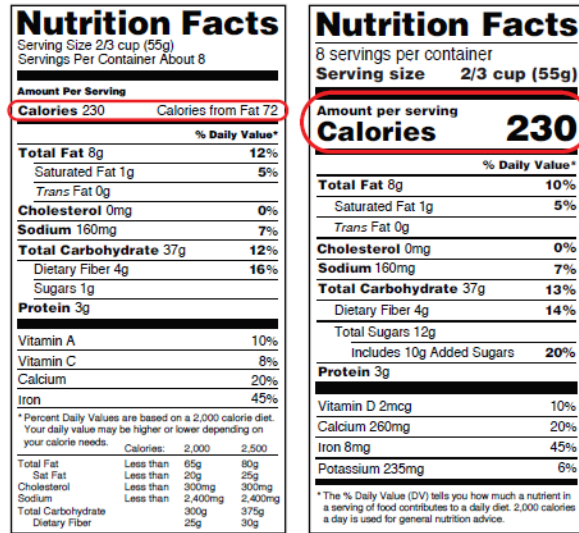 Nutrition Facts
Serving Size 2/3 cup (55g)
Servings Per Container About 8
Amount Per Serving
Calories 230 Calories from Fat 72
% Daily Value*
Total Fat 8g 12%
Saturated Fat 1g 5%
Trans Fat 0g
Cholesterol 0mg 0%
Sodium 160mg 7%
Total Carbohydrate 37g 12%
Dietary Fiber 4g 16%
Sugars 1g
Protein 3g
Vitamin A 10%
Vitamin C 8%
Calcium 20%
Iron 45%
* Percent Daily Values are based on a 2,000 calorie diet.
Your daily value may be higher or lower depending on
your calorie needs.
Calories: 2,000 2,500
Total Fat Less than 65g 80g
Sat Fat Less than 20g 25g
Cholesterol Less than 300mg 300mg
Sodium Less than 2,400mg 2,400mg
Total Carbohydrate 300g 375g
Dietary Fiber 25g 30g
Nutrition Facts
8 servings per container
Serving size 2/3 cup (55g)
Amount per serving
Calories 230
% Daily Value*
Total Fat 8g 10%
Saturated Fat 1g 5%
Trans Fat 0g
Cholesterol 0mg 0%
Sodium 160mg 7%
Total Carbohydrate 37g 13%
Dietary Fiber 4g 14%
Total Sugars 12g
Includes 10g Added Sugars 20%
Protein 3g
Vitamin D 2mcg 10%
Calcium 260mg 20%
Iron 8mg 45%
Potassium 235mg 6%
* The % Daily Value (DV) tells you how much a nutrient in
a serving of food contributes to a daily diet. 2,000 calories
a day is used for general nutrition advice.